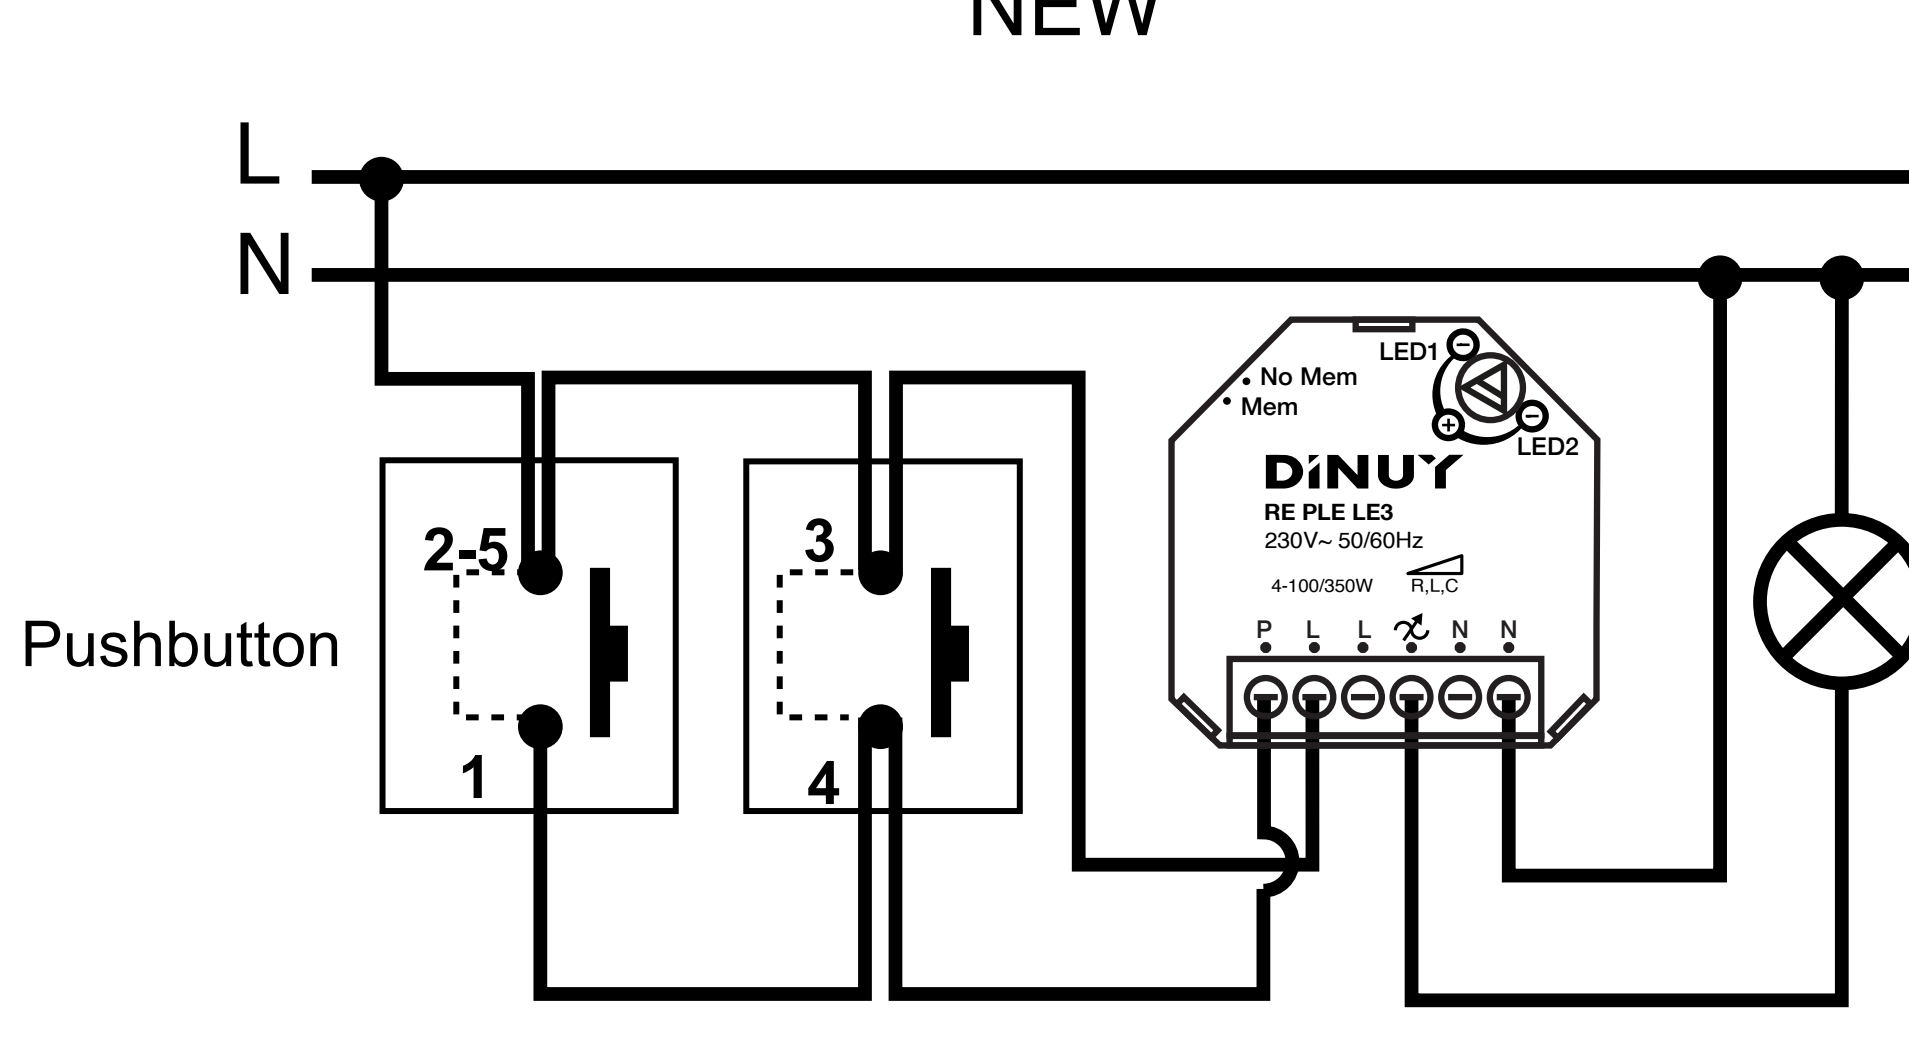 NEW
L
N
LED1
No Mem
Mem
LED2
DiNUY
RE PLE LE3
230V~ 50/60Hz
4-100/350W R,L,C
P L L N N
2-5
3
Pushbutton
1
4